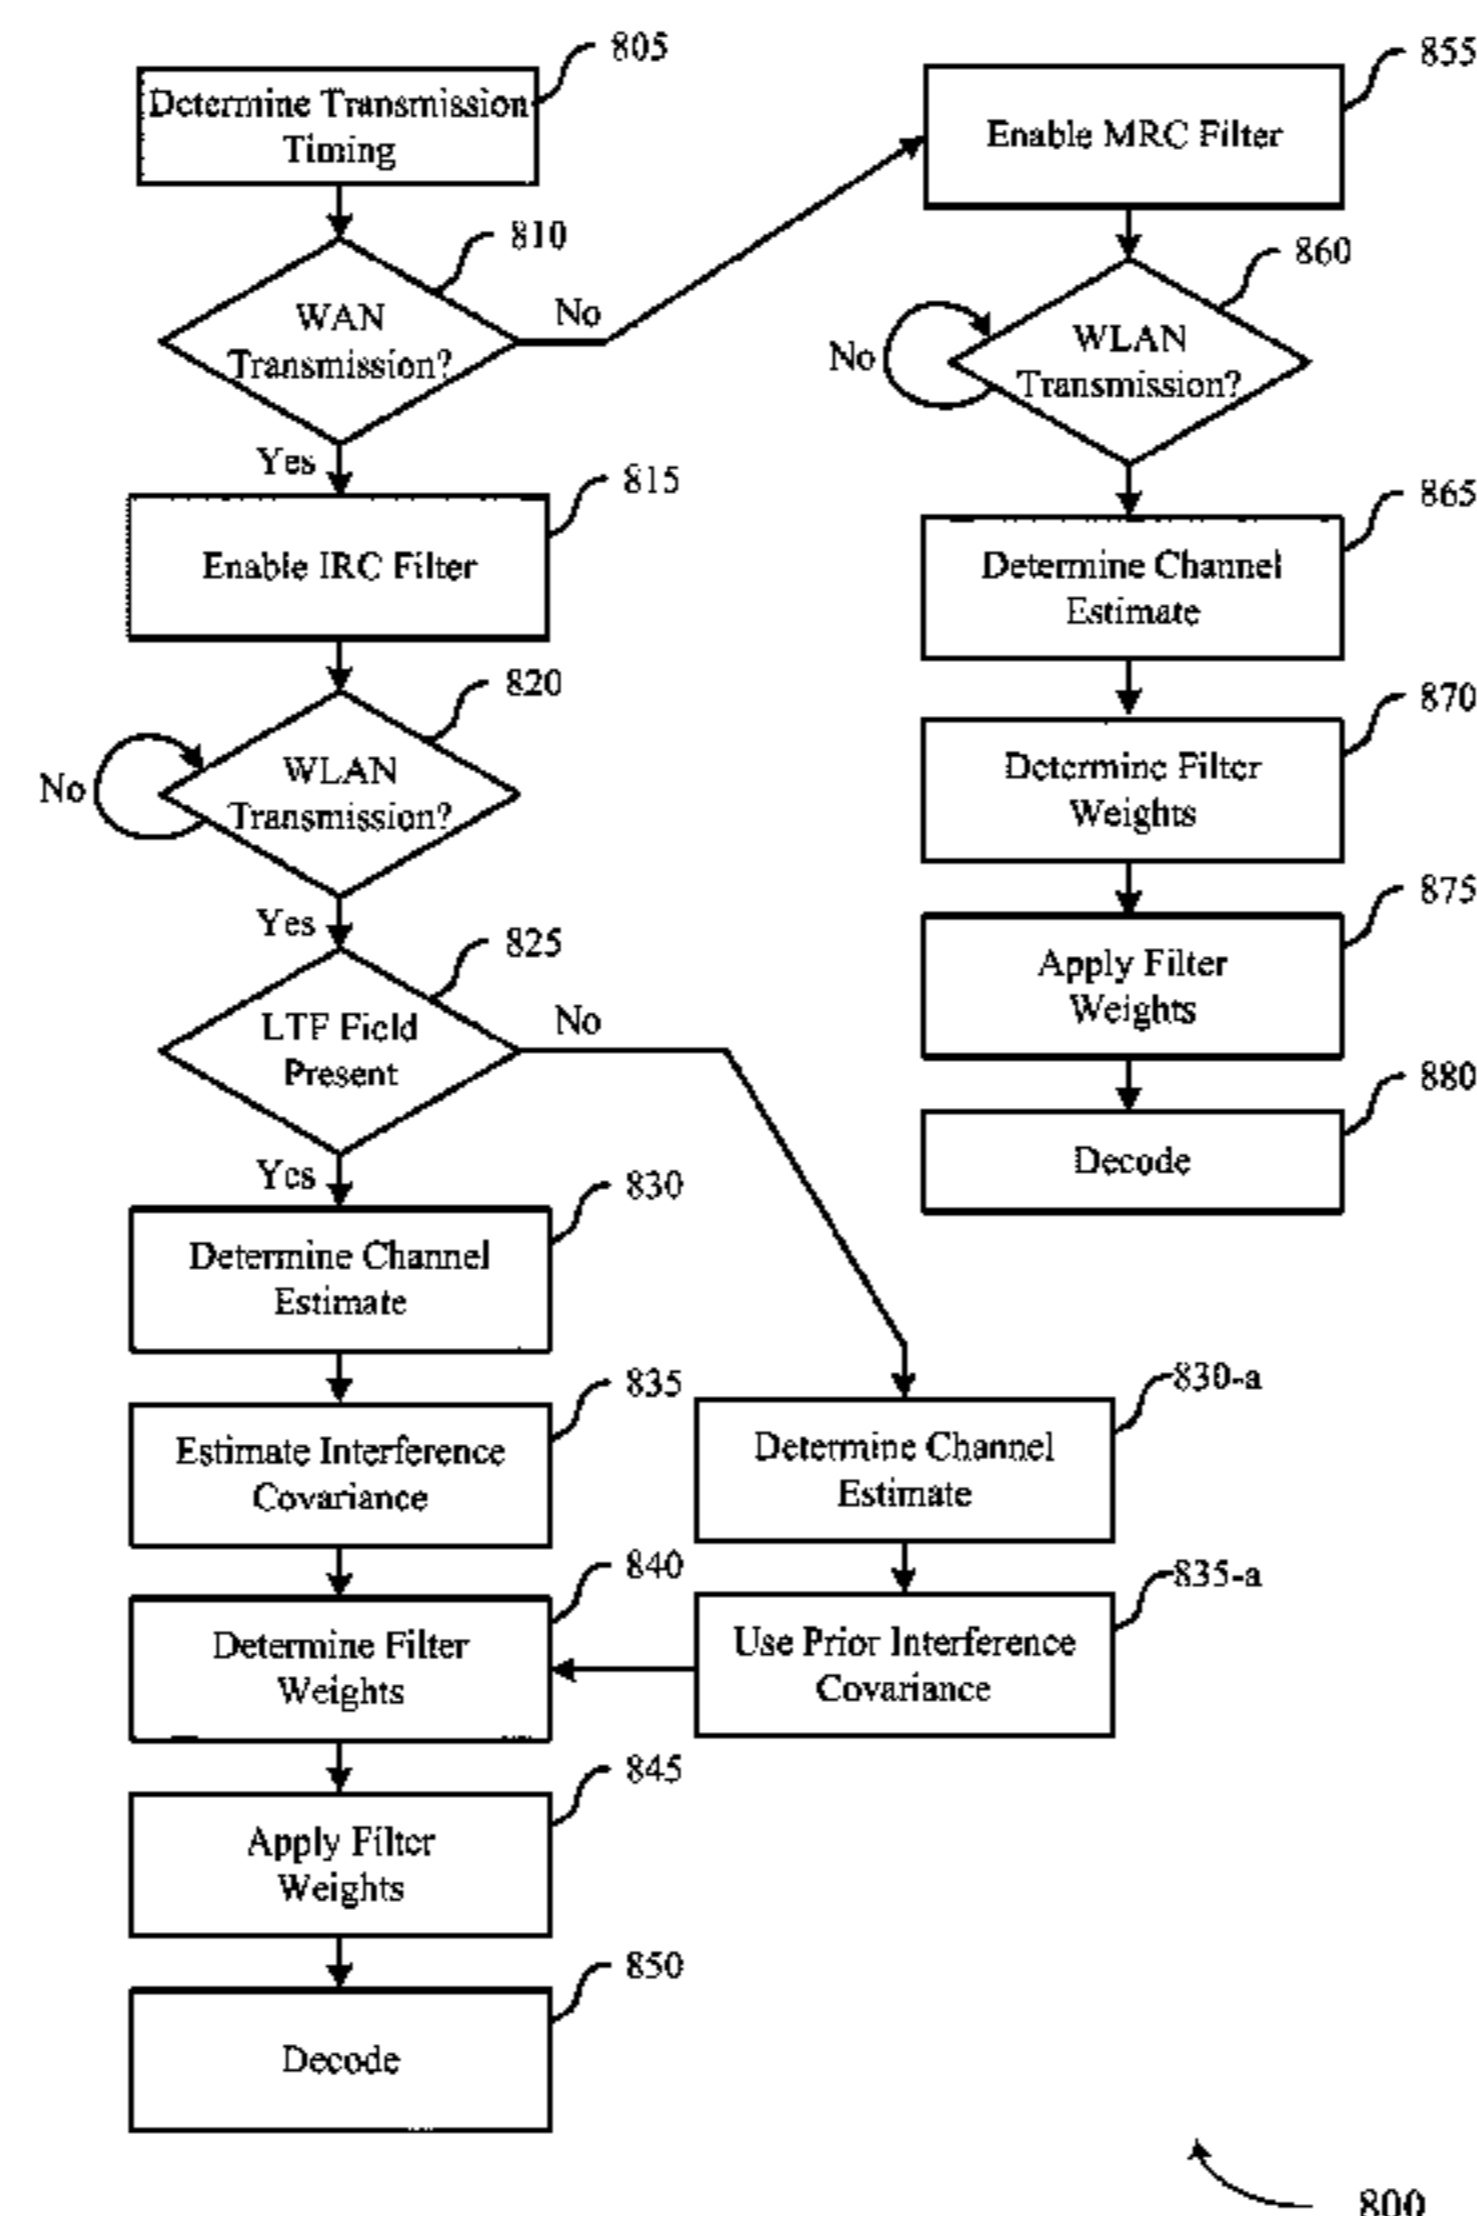 805
Determine Transmission
Timing
810
WAN
Transmission?
No
Yes
815
Enable IRC Filter
820
WLAN
Transmission?
No
Yes
825
LTF Field
Present
No
Yes
830
Determine Channel
Estimate
835
Estimate Interference
Covariance
830-a
Determine Channel
Estimate
835-a
Use Prior Interference
Covariance
840
Determine Filter
Weights
845
Apply Filter
Weights
850
Decode
855
Enable MRC Filter
860
WLAN
Transmission?
No
865
Determine Channel
Estimate
870
Determine Filter
Weights
875
Apply Filter
Weights
880
Decode
800